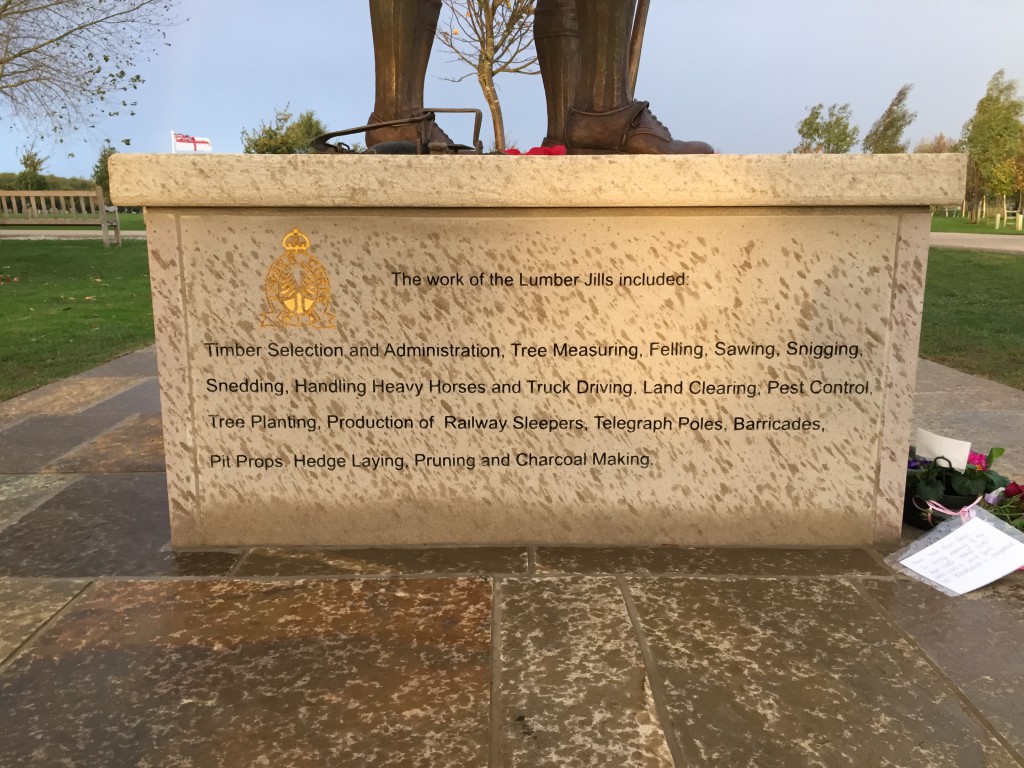 The work of the Lumber Jills included:
Timber Selection and Administration, Tree Measuring, Felling, Sawing, Snigging,
Snedding, Handling Heavy Horses and Truck Driving, Land Clearing, Pest Control,
Tree Planting, Production of Railway Sleepers, Telegraph Poles, Barricades,
Pit Props, Hedge Laying, Pruning and Charcoal Making.